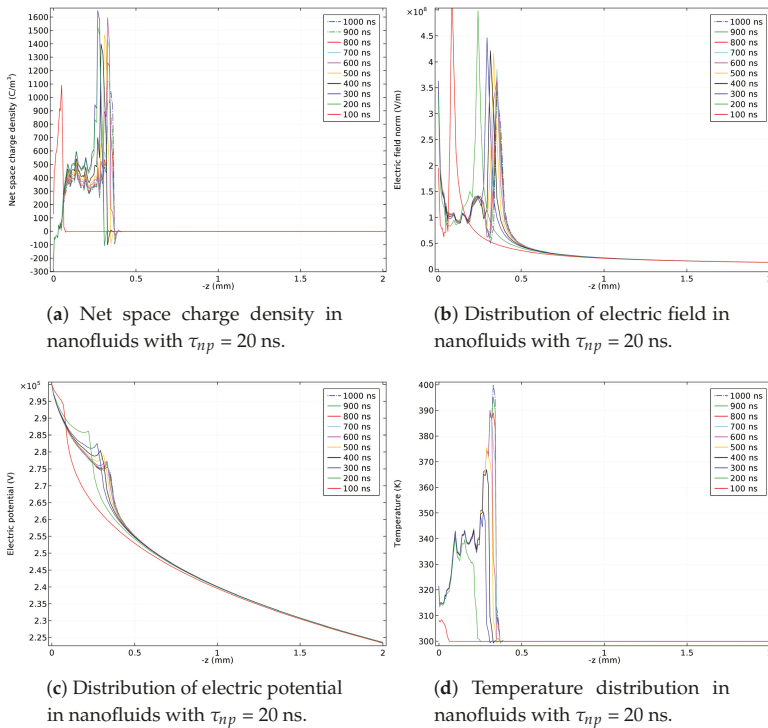 1600
1500
1400
1300
1200
1100
1000
900
800
700
600
500
400
300
200
100
0
-100
-200
-300
Net space charge density (C/m³)
0 0.5 1 1.5 2
-z (mm)
1000 ns
900 ns
800 ns
700 ns
600 ns
500 ns
400 ns
300 ns
200 ns
100 ns
×10⁸
4
3.5
3
2.5
2
1.5
1
0.5
0
Electric field norm (V/m)
0 0.5 1 1.5 2
-z (mm)
1000 ns
900 ns
800 ns
700 ns
600 ns
500 ns
400 ns
300 ns
200 ns
100 ns
(a) Net space charge density in
nanofluids with τnp = 20 ns.
(b) Distribution of electric field in
nanofluids with τnp = 20 ns.
×10⁵
2.95
2.9
2.85
2.8
2.75
2.7
2.65
2.6
2.55
2.5
2.45
2.4
2.35
2.3
2.25
Electric potential (V)
0 0.5 1 1.5 2
-z (mm)
1000 ns
900 ns
800 ns
700 ns
600 ns
500 ns
400 ns
300 ns
200 ns
100 ns
400
390
380
370
360
350
340
330
320
310
300
Temperature (K)
0 0.5 1 1.5 2
-z (mm)
1000 ns
900 ns
800 ns
700 ns
600 ns
500 ns
400 ns
300 ns
200 ns
100 ns
(c) Distribution of electric potential
in nanofluids with τnp = 20 ns.
(d) Temperature distribution in
nanofluids with τnp = 20 ns.